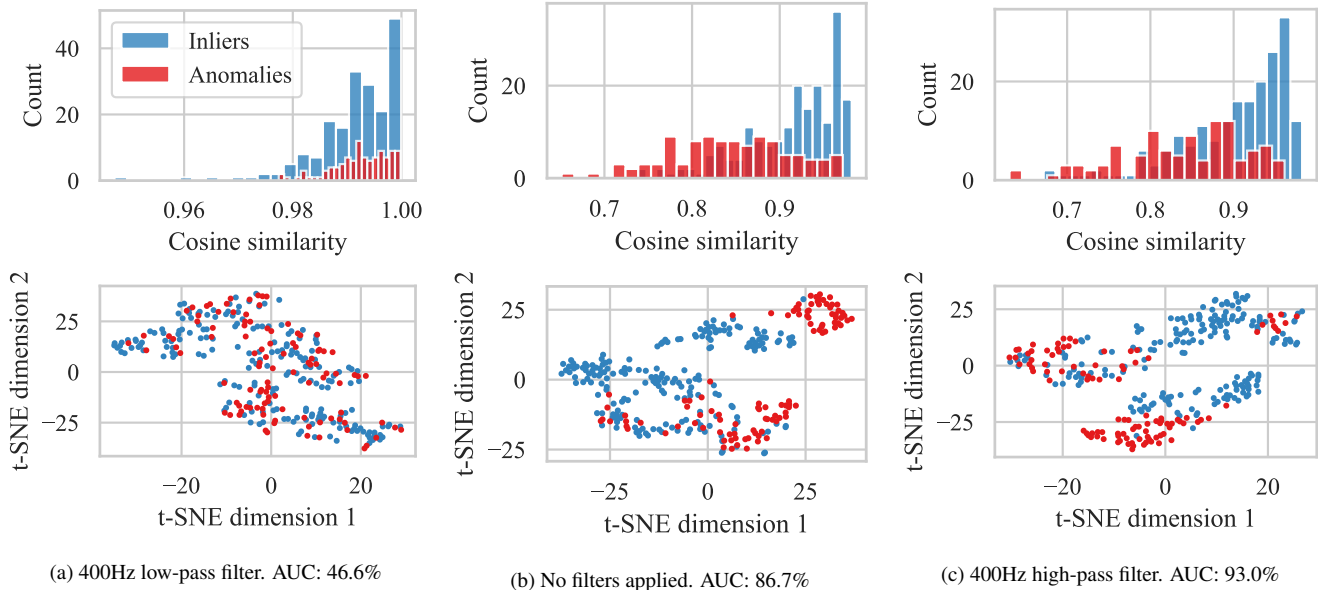 Inliers
Anomalies
Count
40
20
0
0.96
0.98
1.00
Cosine similarity
Count
20
0
0.7
0.8
0.9
Cosine similarity
Count
20
0
0.7
0.8
0.9
Cosine similarity
t-SNE dimension 2
25
0
−25
−20
0
20
t-SNE dimension 1
t-SNE dimension 2
25
0
−25
−25
0
25
t-SNE dimension 1
t-SNE dimension 2
25
0
−25
−20
0
20
t-SNE dimension 1
(a) 400Hz low-pass filter. AUC: 46.6%
(b) No filters applied. AUC: 86.7%
(c) 400Hz high-pass filter. AUC: 93.0%